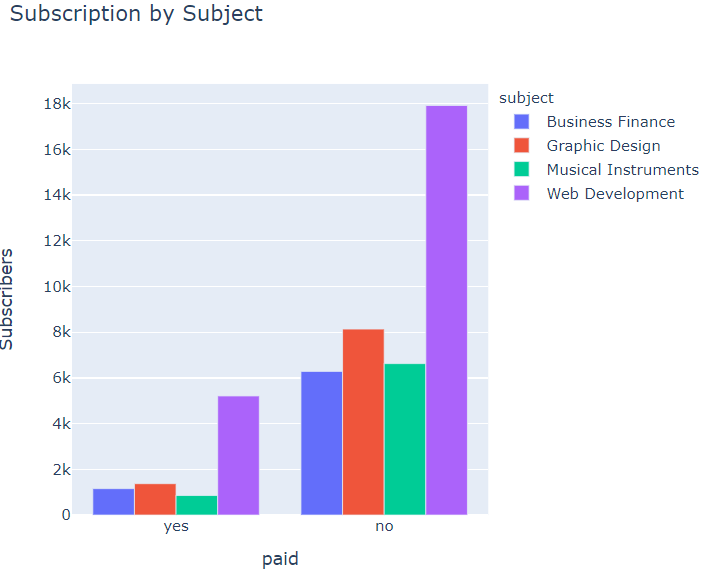 Subscription by Subject
subject
Business Finance
Graphic Design
Musical Instruments
Web Development
Subscribers
18k
16k
14k
12k
10k
8k
6k
4k
2k
0
yes
no
paid